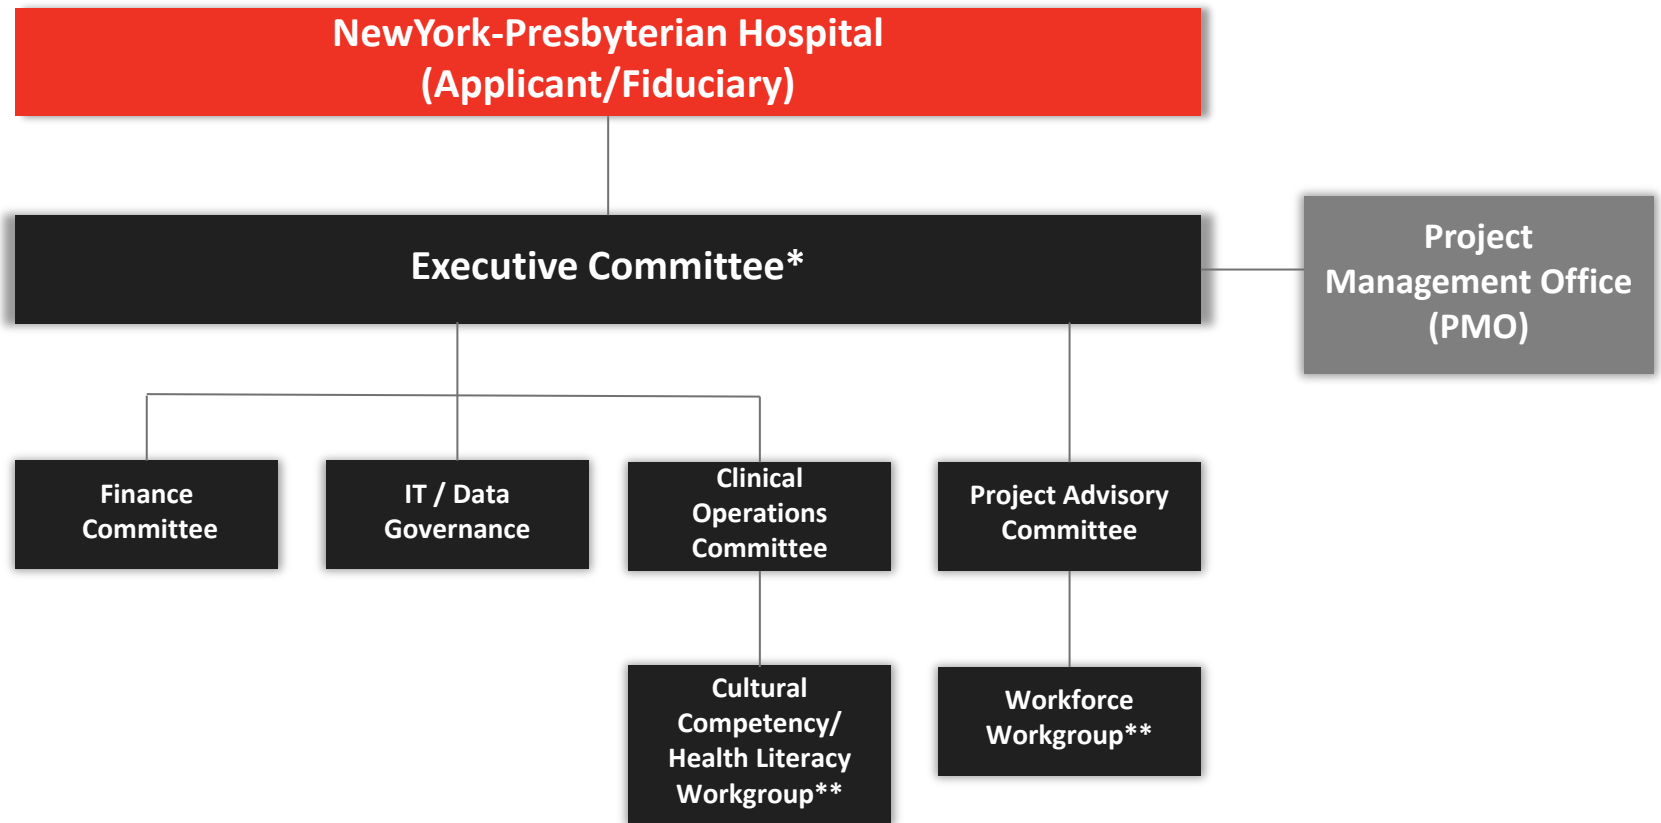 NewYork-Presbyterian Hospital
(Applicant/Fiduciary)
Executive Committee*
Project
Management Office
(PMO)
Finance
Committee
IT / Data
Governance
Clinical
Operations
Committee
Project Advisory
Committee
Cultural
Competency/
Health Literacy
Workgroup**
Workforce
Workgroup**